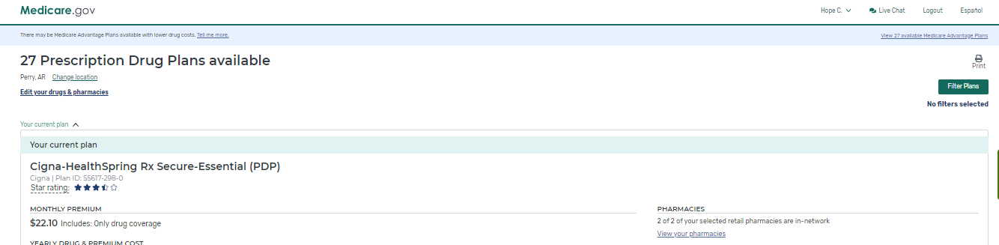 Medicare.gov
Hope C. Live Chat Logout Español
There may be Medicare Advantage Plans available with lower drug costs. Tell me more.
View 27 available Medicare Advantage Plans
27 Prescription Drug Plans available
Print
Perry, AR Change location
Filter Plans
Edit your drugs & pharmacies
No filters selected
Your current plan
Your current plan
Cigna-HealthSpring Rx Secure-Essential (PDP)
Cigna | Plan ID: S5617-298-0
Star rating:
MONTHLY PREMIUM
$22.10 Includes: Only drug coverage
YEARLY DRUG & PREMIUM COST
PHARMACIES
2 of 2 of your selected retail pharmacies are in-network
View your pharmacies